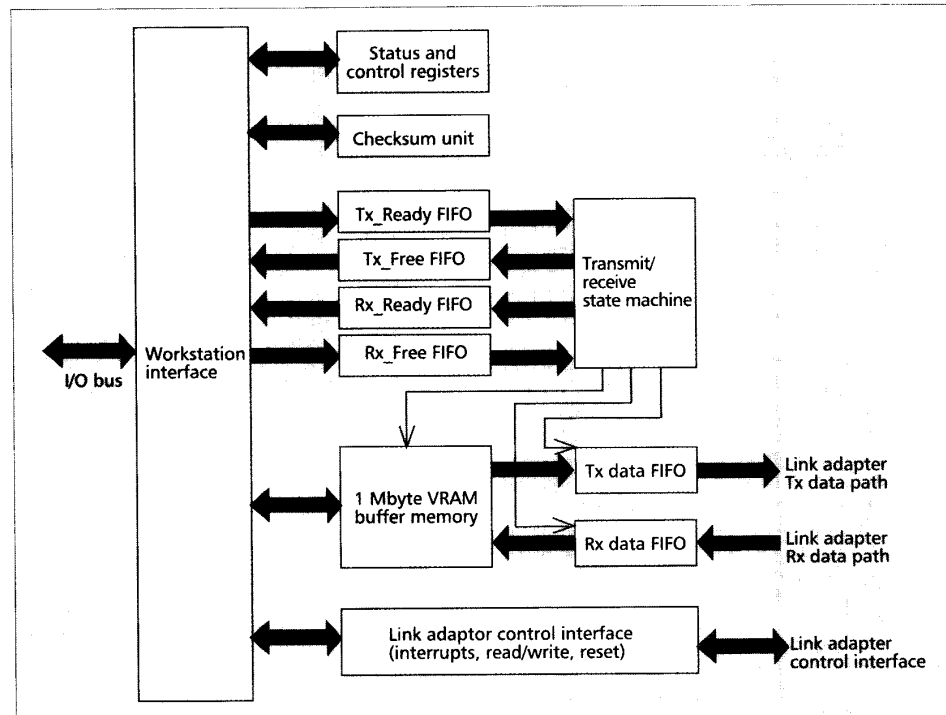 Status and
control registers
Checksum unit
Tx_Ready FIFO
Tx_Free FIFO
Rx_Ready FIFO
Rx_Free FIFO
Transmit/
receive
state machine
Workstation
interface
I/O bus
1 Mbyte VRAM
buffer memory
Tx data FIFO
Rx data FIFO
Link adapter
Tx data path
Link adapter
Rx data path
Link adaptor control interface
(interrupts, read/write, reset)
Link adapter
control interface